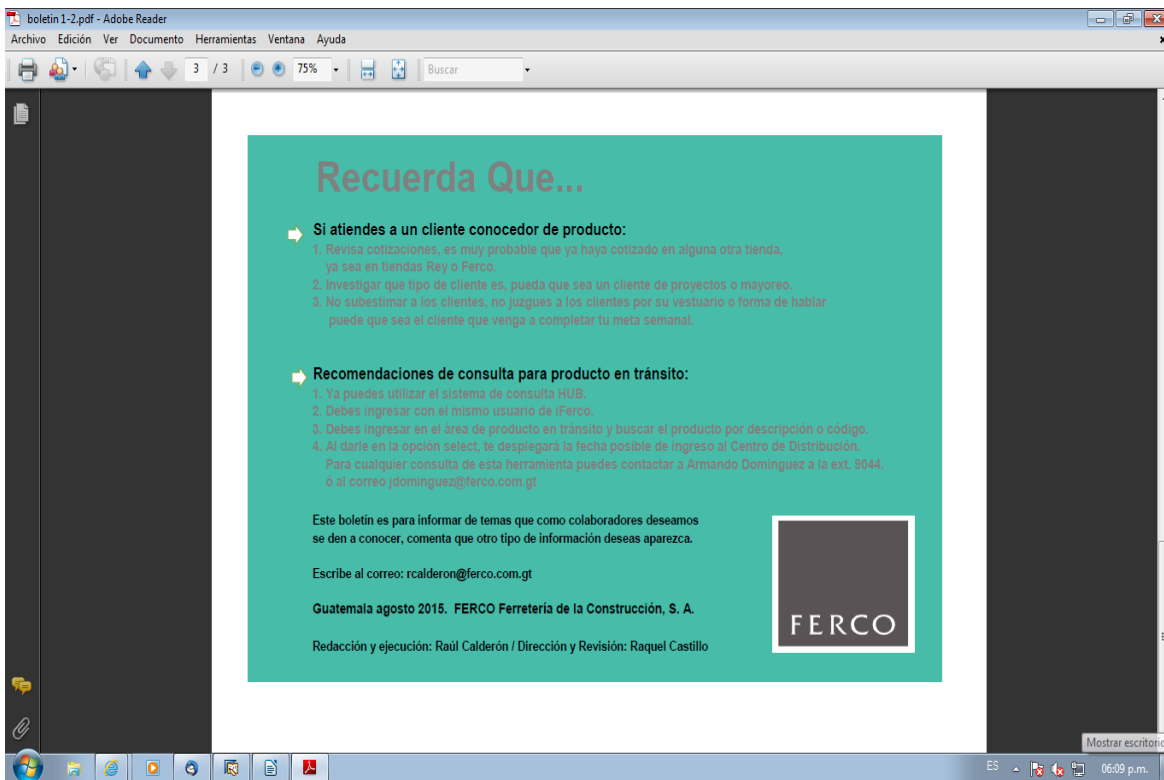 boletin 1-2.pdf - Adobe Reader
Archivo Edición Ver Documento Herramientas Ventana Ayuda
3 / 3 75% Buscar
Recuerda Que...
Si atiendes a un cliente conocedor de producto:
1. Revisa cotizaciones, es muy probable que ya haya cotizado en alguna otra tienda,
ya sea en tiendas Rey o Ferco.
2. Investigar que tipo de cliente es, pueda que sea un cliente de proyectos o mayoreo.
3. No subestimar a los clientes, no juzgues a los clientes por su vestuario o forma de hablar
puede que sea el cliente que venga a completar tu meta semanal.
Recomendaciones de consulta para producto en tránsito:
1. Ya puedes utilizar el sistema de consulta HUB.
2. Debes ingresar con el mismo usuario de iFerco.
3. Debes ingresar en el área de producto en tránsito y buscar el producto por descripción o código.
4. Al darle en la opción select, te desplegará la fecha posible de ingreso al Centro de Distribución.
Para cualquier consulta de esta herramienta puedes contactar a Armando Dominguez a la ext. 9044.
ó al correo jdominguez@ferco.com.gt
Este boletin es para informar de temas que como colaboradores deseamos
se den a conocer, comenta que otro tipo de información deseas aparezca.
Escribe al correo: rcalderon@ferco.com.gt
Guatemala agosto 2015. FERCO Ferretería de la Construcción, S. A.
Redacción y ejecución: Raúl Calderón / Dirección y Revisión: Raquel Castillo
FERCO
Mostrar escritorio
ES 06:09 p.m.